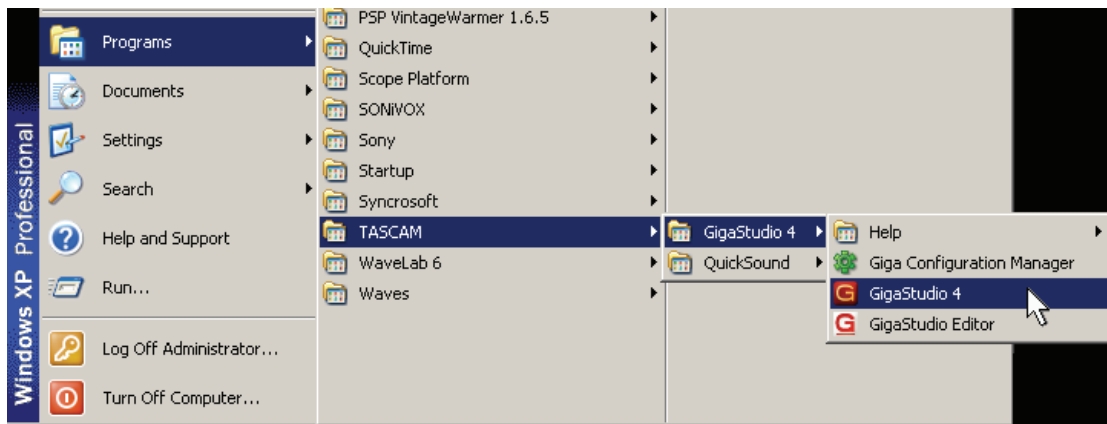 Windows XP Professional
Programs
Documents
Settings
Search
Help and Support
Run...
Log Off Administrator...
Turn Off Computer...
PSP VintageWarmer 1.6.5
QuickTime
Scope Platform
SONiVOX
Sony
Startup
Syncrosoft
TASCAM
WaveLab 6
Waves
GigaStudio 4
QuickSound
Help
Giga Configuration Manager
GigaStudio 4
GigaStudio Editor